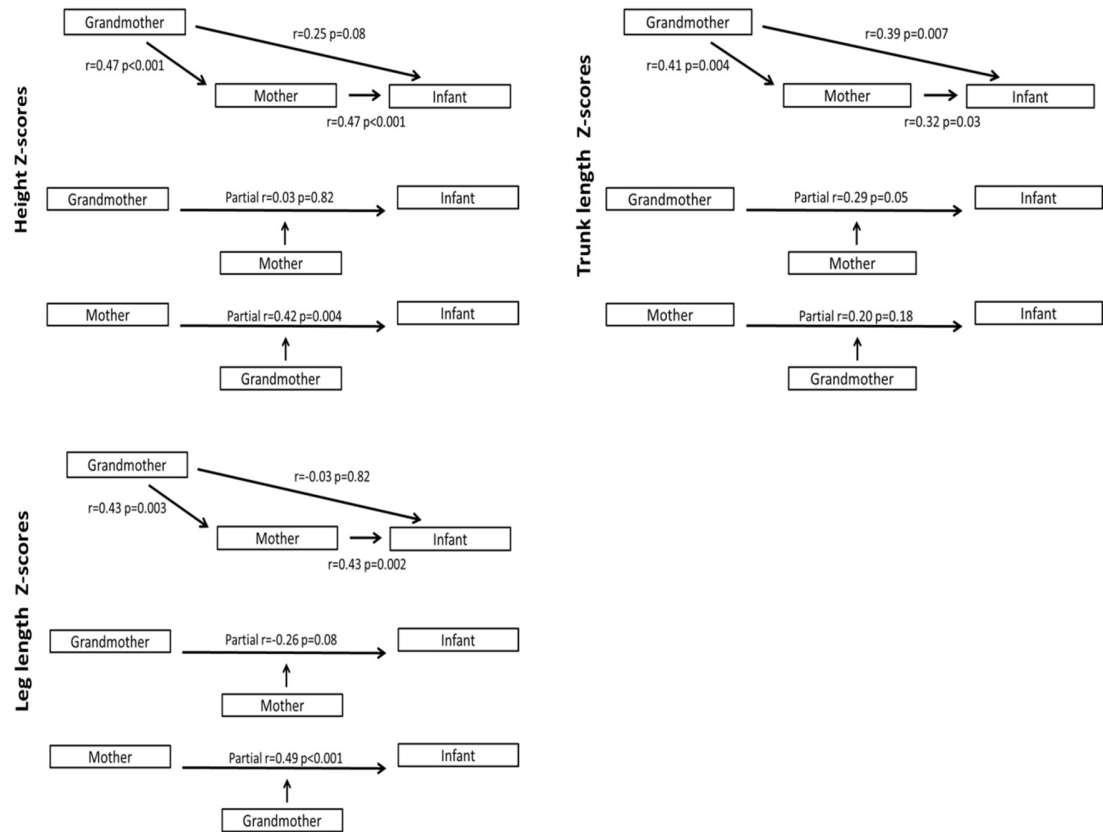 Height Z-scores
Grandmother
r=0.25 p=0.08
r=0.47 p<0.001
Mother
Infant
r=0.47 p<0.001
Grandmother
Partial r=0.03 p=0.82
Infant
Mother
Mother
Partial r=0.42 p=0.004
Infant
Grandmother
Trunk length Z-scores
Grandmother
r=0.39 p=0.007
r=0.41 p=0.004
Mother
Infant
r=0.32 p=0.03
Grandmother
Partial r=0.29 p=0.05
Infant
Mother
Mother
Partial r=0.20 p=0.18
Infant
Grandmother
Leg length Z-scores
Grandmother
r=-0.03 p=0.82
r=0.43 p=0.003
Mother
Infant
r=0.43 p=0.002
Grandmother
Partial r=-0.26 p=0.08
Infant
Mother
Mother
Partial r=0.49 p<0.001
Infant
Grandmother